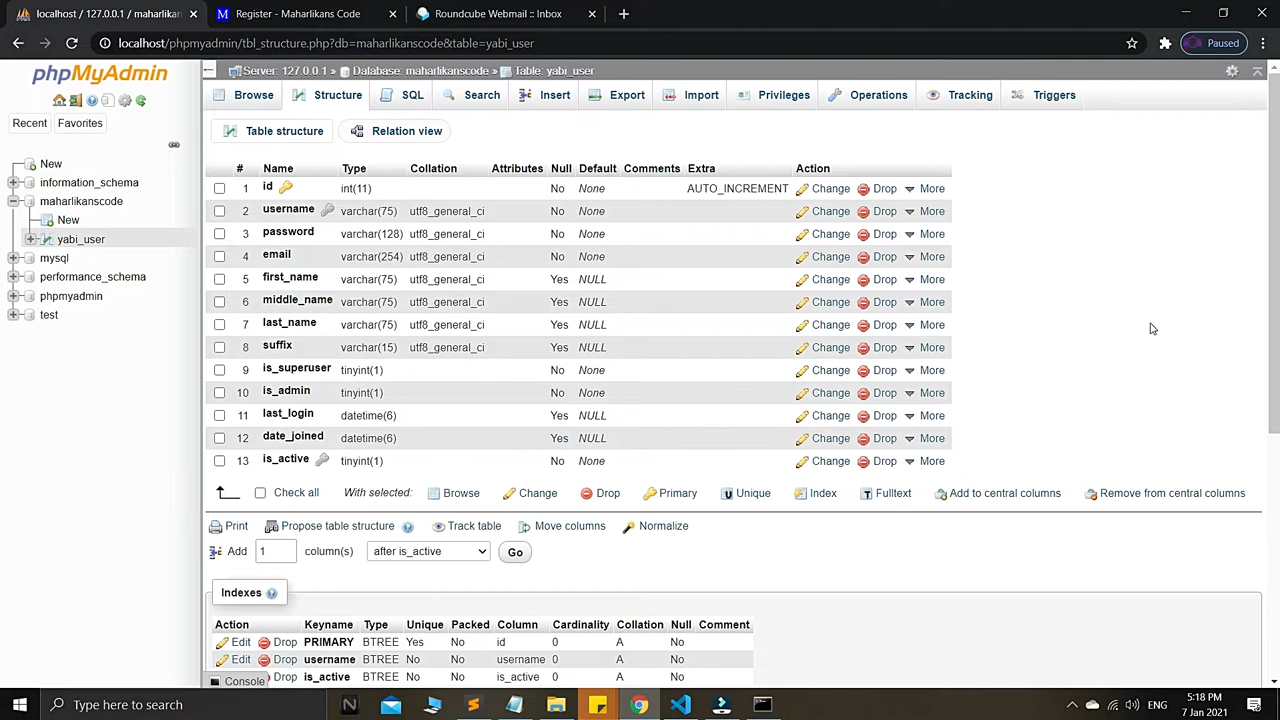 localhost / 127.0.0.1 / maharlikans
Register - Maharlikans Code
Roundcube Webmail :: Inbox
localhost/phpmyadmin/tbl_structure.php?db=maharlikanscode&table=yabi_user
Paused
phpMyAdmin
Recent Favorites
New
information_schema
maharlikanscode
New
yabi_user
mysql
performance_schema
phpmyadmin
test
Server: 127.0.0.1 » Database: maharlikanscode » Table: yabi_user
Browse Structure SQL Search Insert Export Import Privileges Operations Tracking Triggers
Table structure Relation view
# Name Type Collation Attributes Null Default Comments Extra Action
1 id int(11) No None AUTO_INCREMENT Change Drop More
2 username varchar(75) utf8_general_ci No None Change Drop More
3 password varchar(128) utf8_general_ci No None Change Drop More
4 email varchar(254) utf8_general_ci No None Change Drop More
5 first_name varchar(75) utf8_general_ci Yes NULL Change Drop More
6 middle_name varchar(75) utf8_general_ci Yes NULL Change Drop More
7 last_name varchar(75) utf8_general_ci Yes NULL Change Drop More
8 suffix varchar(15) utf8_general_ci Yes NULL Change Drop More
9 is_superuser tinyint(1) No None Change Drop More
10 is_admin tinyint(1) No None Change Drop More
11 last_login datetime(6) Yes NULL Change Drop More
12 date_joined datetime(6) Yes NULL Change Drop More
13 is_active tinyint(1) No None Change Drop More
Check all With selected: Browse Change Drop Primary Unique Index Fulltext Add to central columns Remove from central columns
Print Propose table structure Track table Move columns Normalize
Add 1 column(s) after is_active Go
Indexes
Action Keyname Type Unique Packed Column Cardinality Collation Null Comment
Edit Drop PRIMARY BTREE Yes No id 0 A No
Edit Drop username BTREE No No username 0 A No
Drop is_active BTREE No No is_active 0 A No
Console
Type here to search
ENG
5:18 PM
7 Jan 2021